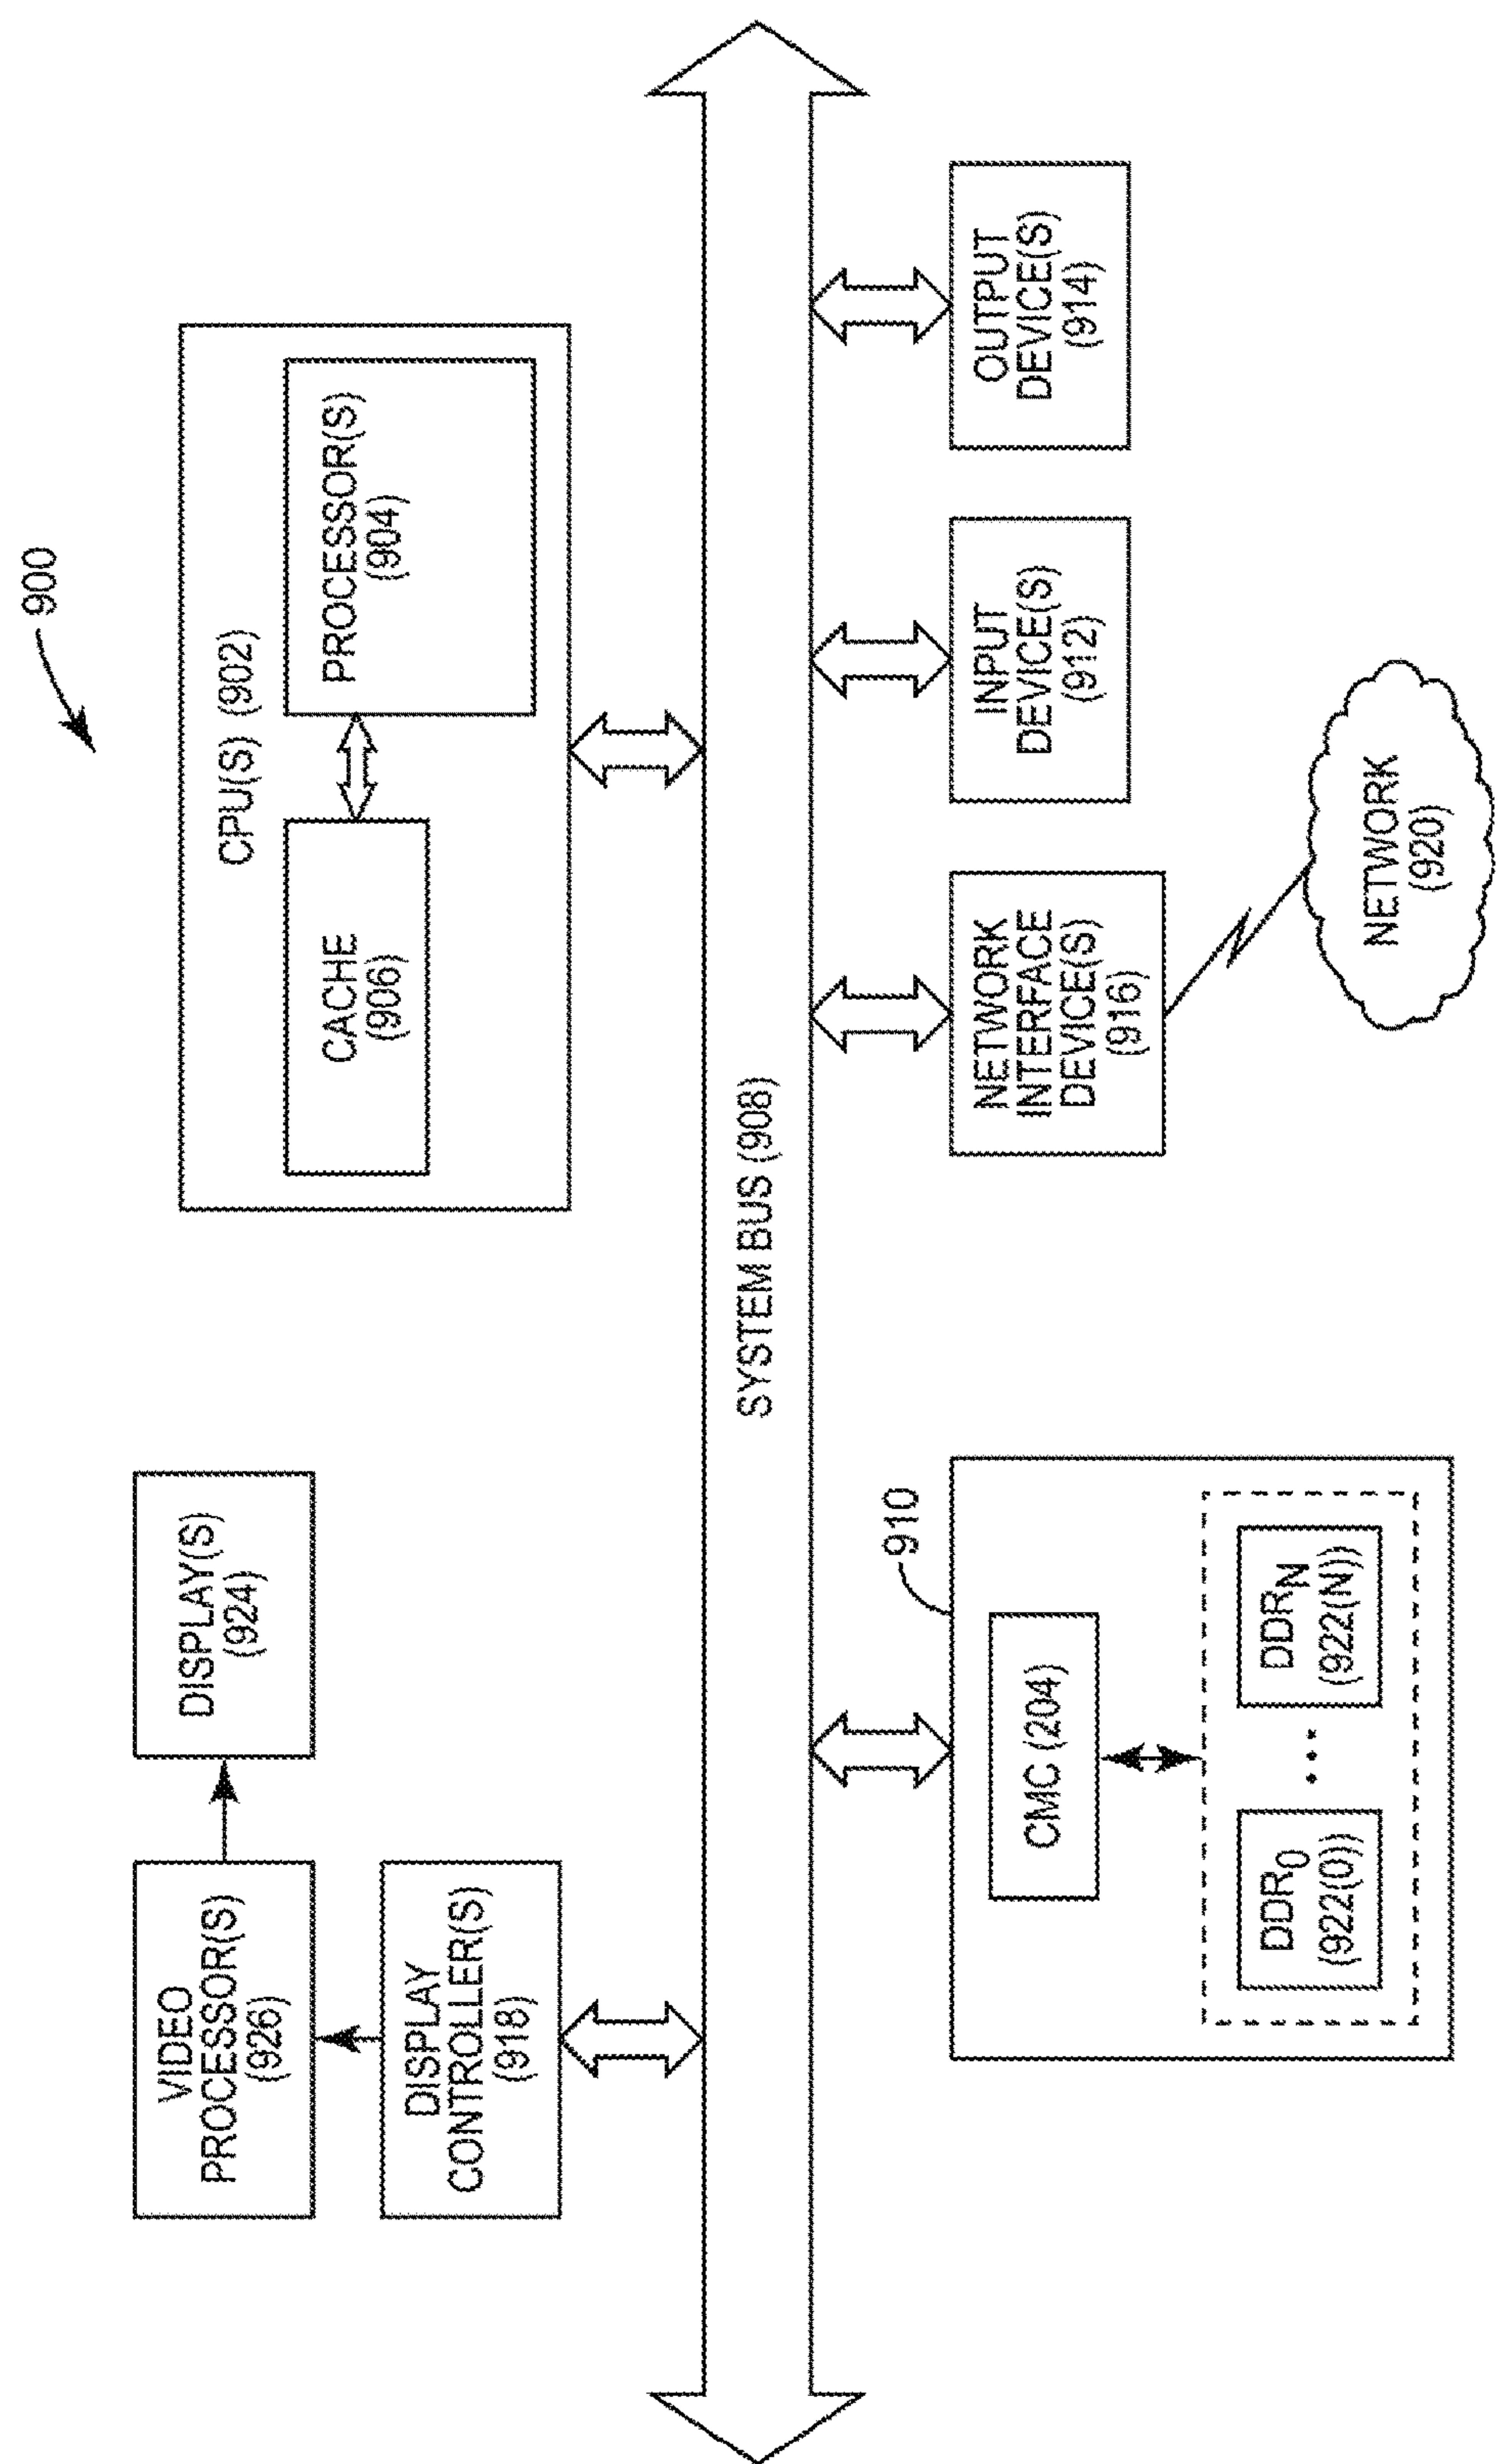 900
CPU(S) (902)
CACHE
(906)
PROCESSOR(S)
(904)
VIDEO
PROCESSOR(S)
(926)
DISPLAY(S)
(924)
DISPLAY
CONTROLLER(S)
(918)
SYSTEM BUS (908)
910
CMC (204)
DDR0
(922(0))
...
DDRN
(922(N))
NETWORK
INTERFACE
DEVICE(S)
(916)
INPUT
DEVICE(S)
(912)
OUTPUT
DEVICE(S)
(914)
NETWORK
(920)